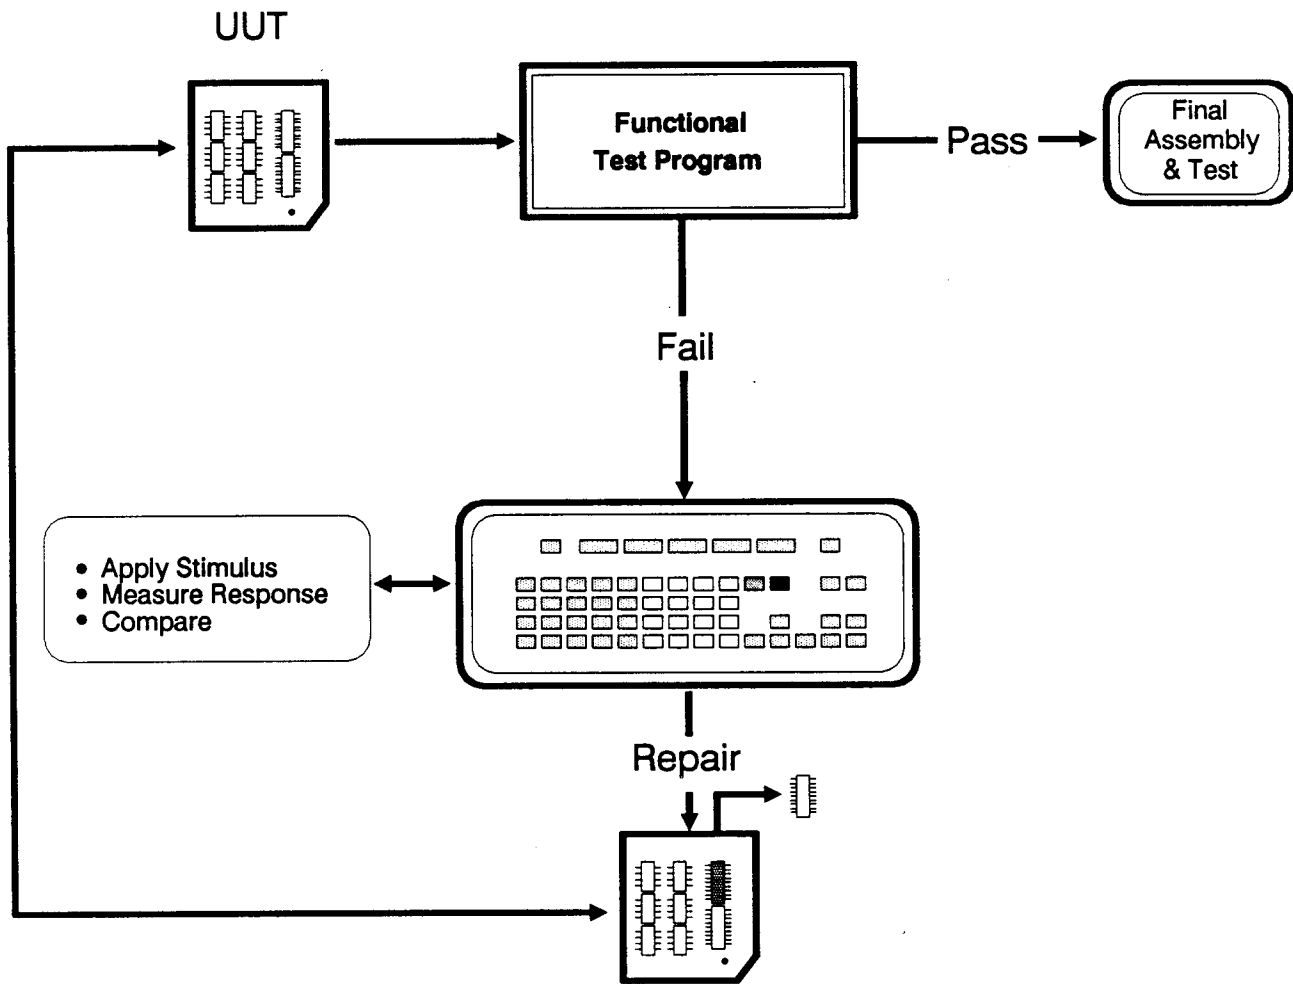 UUT
Functional
Test Program
Pass
Final
Assembly
& Test
Fail
• Apply Stimulus
• Measure Response
• Compare
Repair